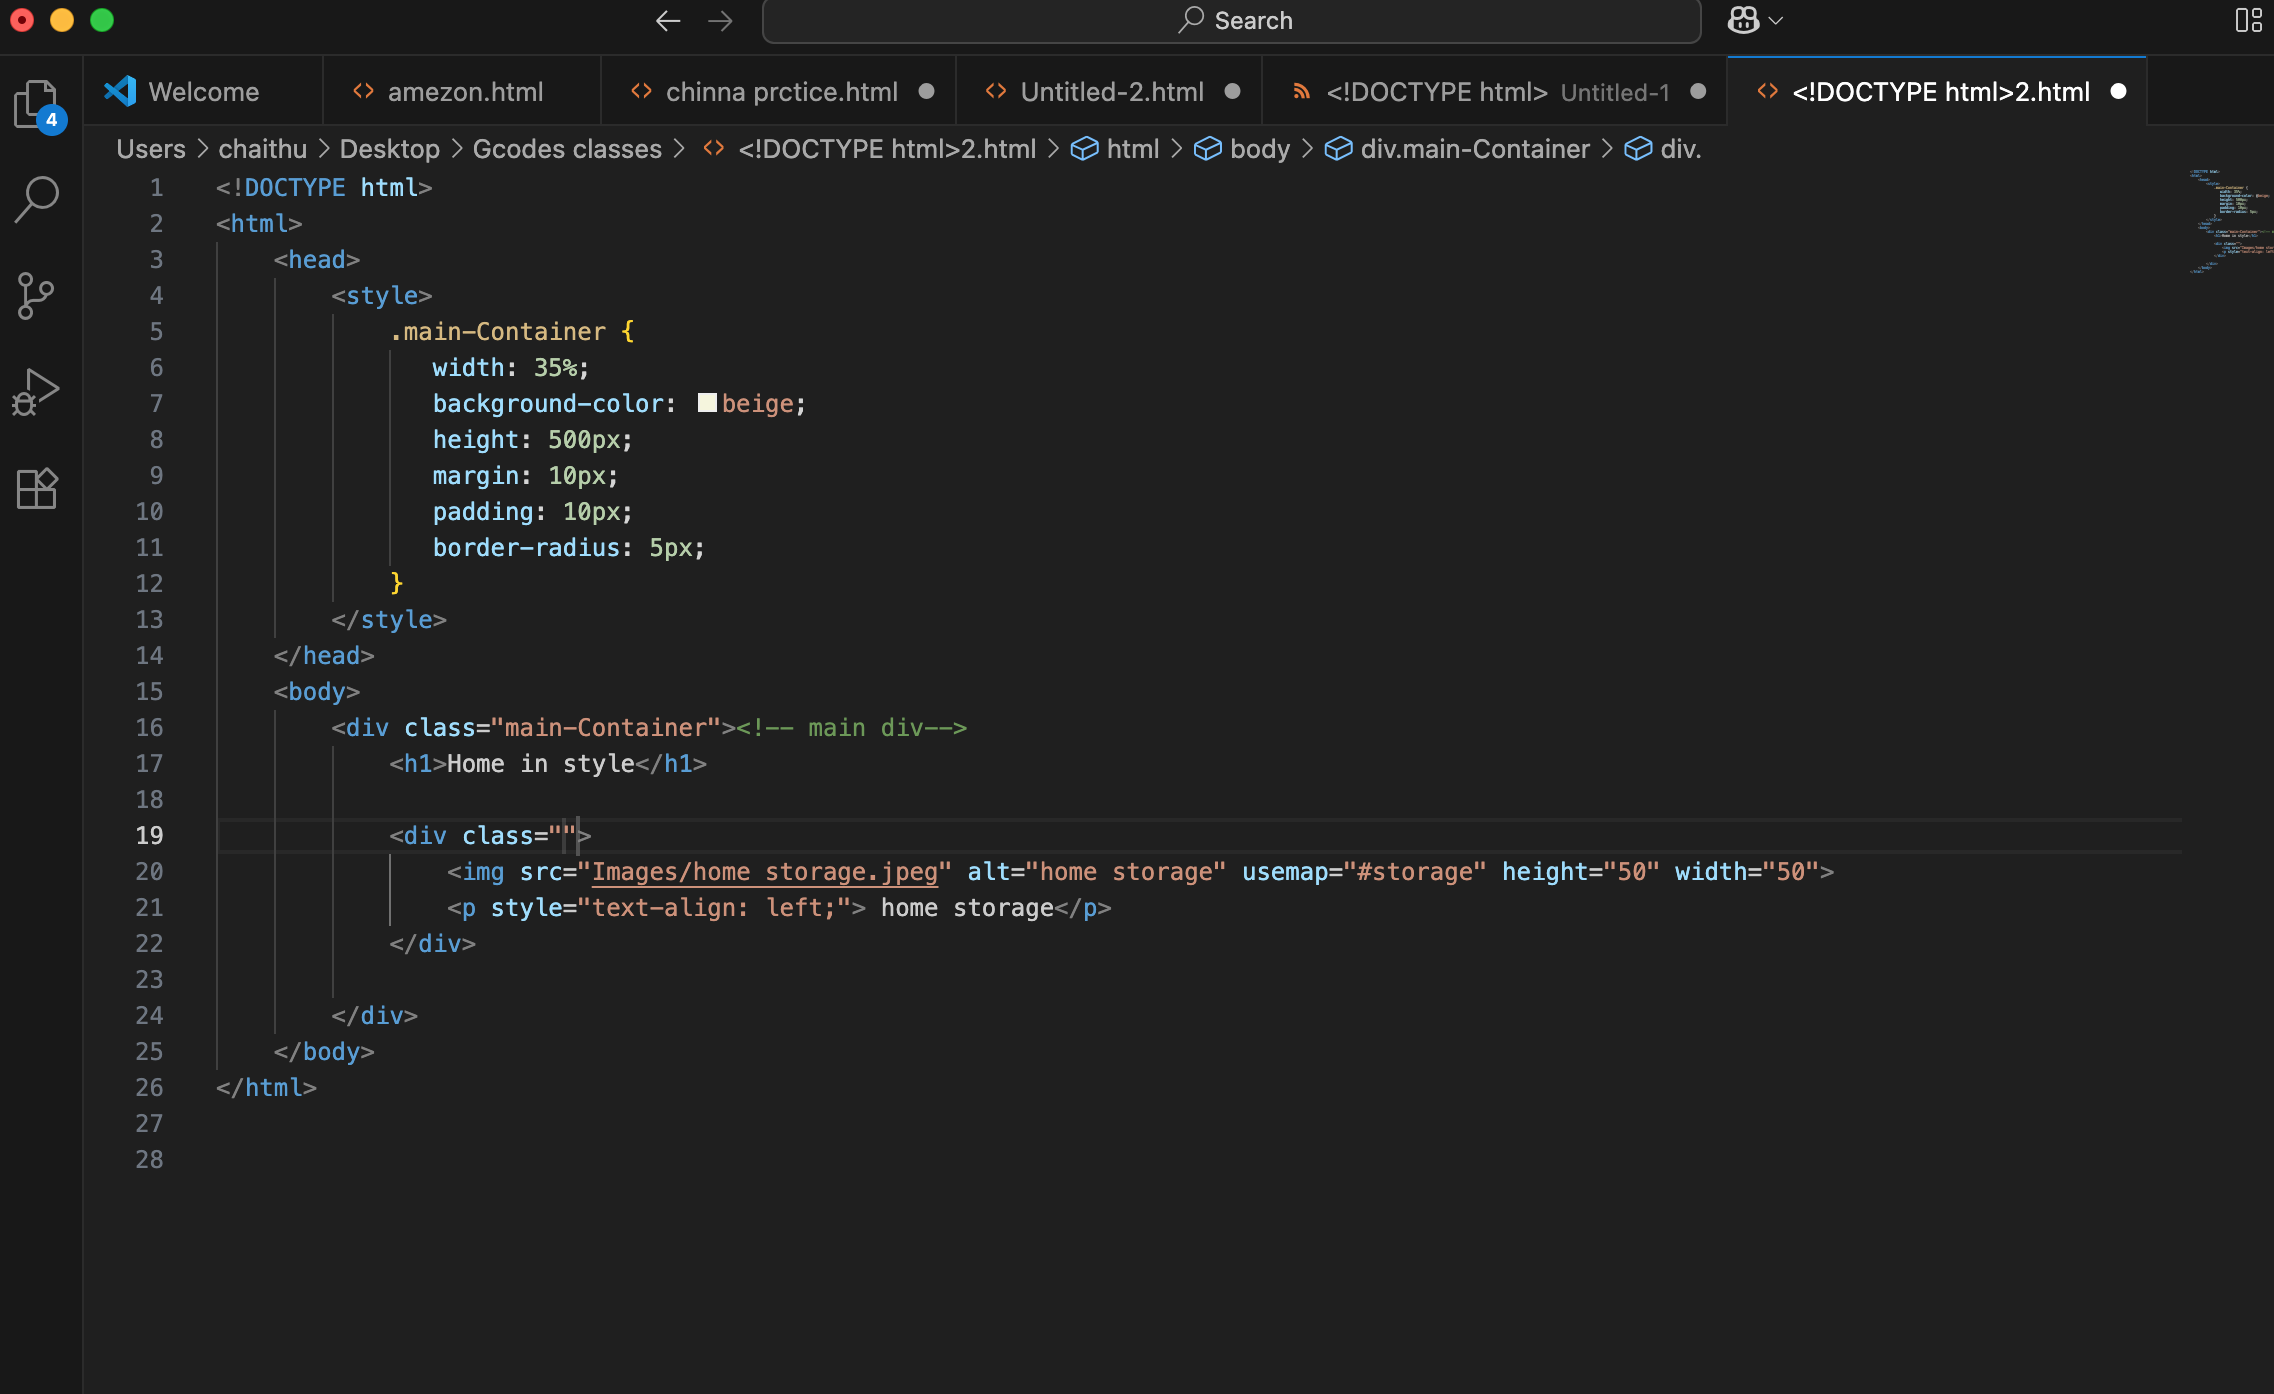 Search
4
Welcome
amezon.html
chinna prctice.html
Untitled-2.html
<!DOCTYPE html> Untitled-1
<!DOCTYPE html>2.html
Users > chaithu > Desktop > Gcodes classes > <!DOCTYPE html>2.html > html > body > div.main-Container > div.
1 <!DOCTYPE html>
2 <html>
3 <head>
4 <style>
5 .main-Container {
6 width: 35%;
7 background-color: beige;
8 height: 500px;
9 margin: 10px;
10 padding: 10px;
11 border-radius: 5px;
12 }
13 </style>
14 </head>
15 <body>
16 <div class="main-Container"><!-- main div-->
17 <h1>Home in style</h1>
18
19 <div class="">
20 <img src="Images/home storage.jpeg" alt="home storage" usemap="#storage" height="50" width="50">
21 <p style="text-align: left;"> home storage</p>
22 </div>
23
24 </div>
25 </body>
26 </html>
27
28